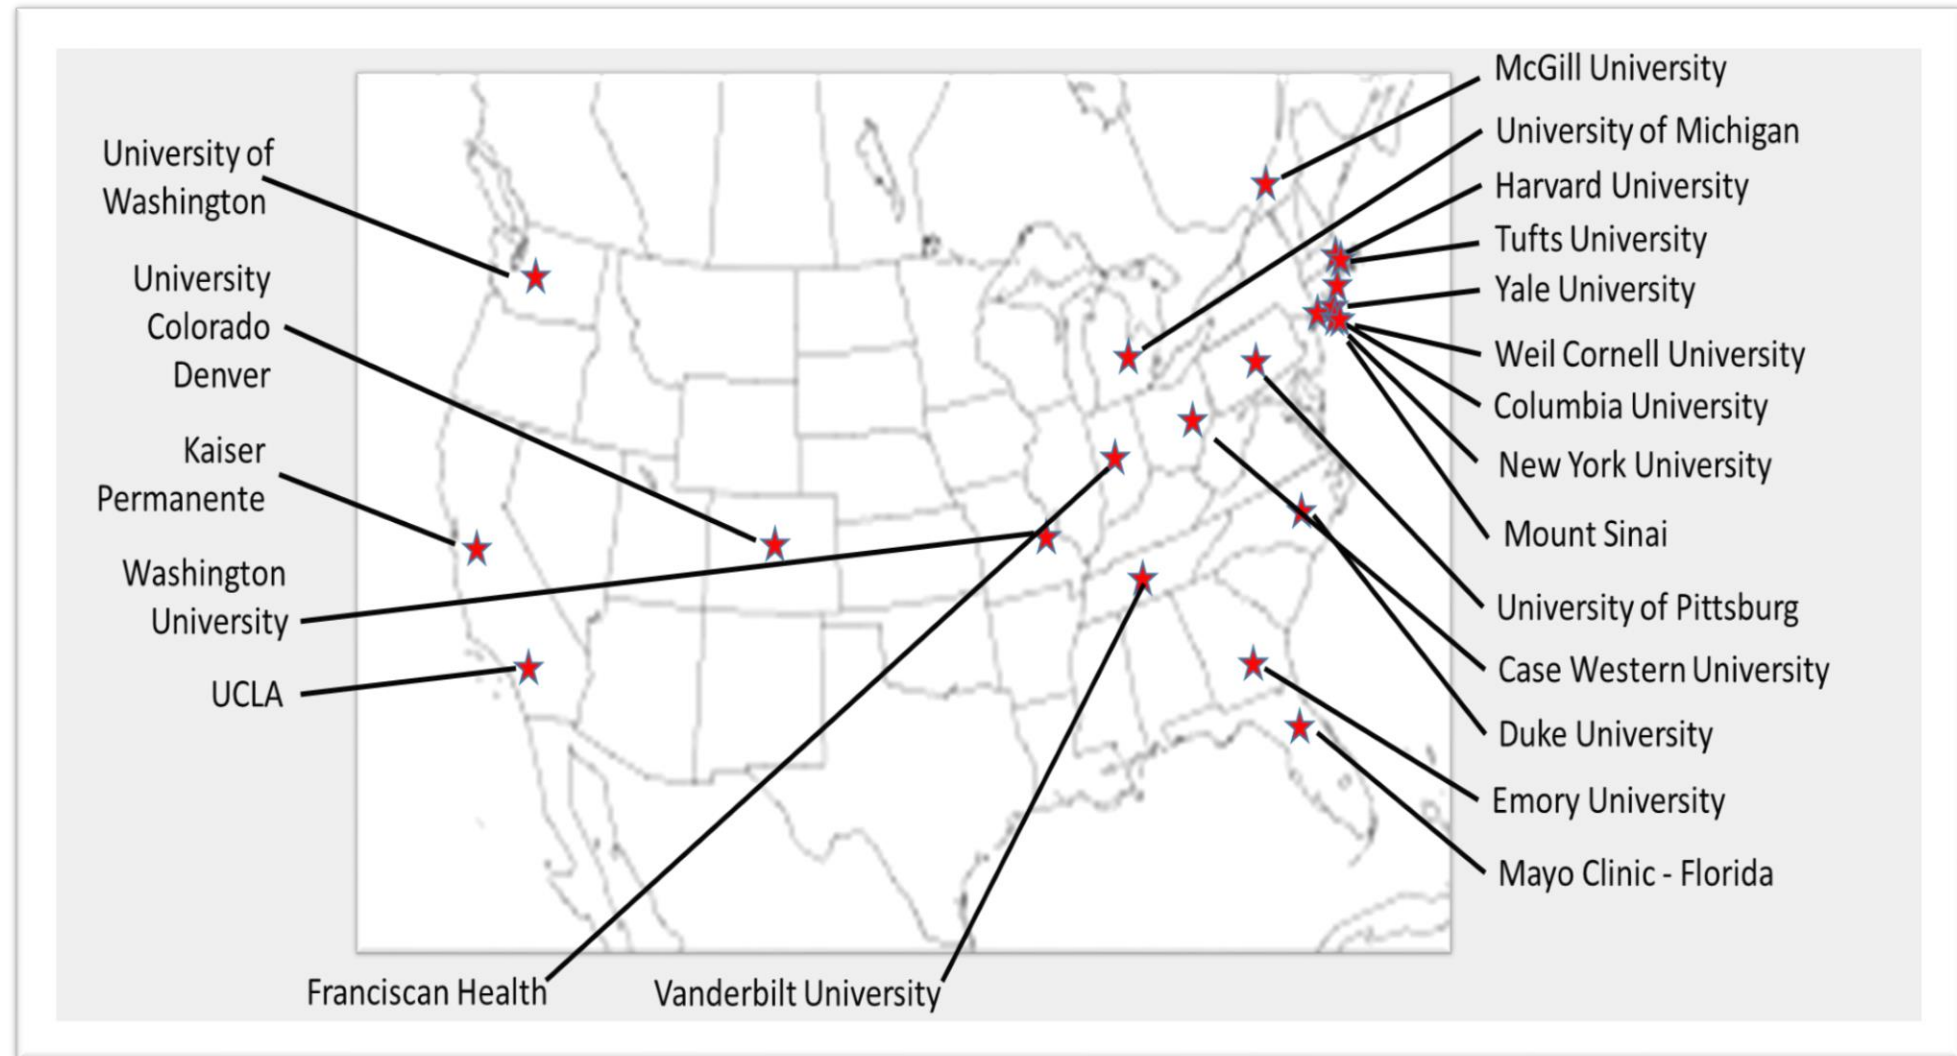 University of
Washington
University
Colorado
Denver
Kaiser
Permanente
Washington
University
UCLA
Franciscan Health
Vanderbilt University
McGill University
University of Michigan
Harvard University
Tufts University
Yale University
Weil Cornell University
Columbia University
New York University
Mount Sinai
University of Pittsburg
Case Western University
Duke University
Emory University
Mayo Clinic - Florida